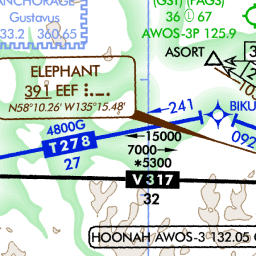 ANCHORAGE
Gustavus
33.2 360.65
(GST) (PAGS)
36 67
AWOS-3P 125.9
ASORT
ELEPHANT
391 EEF
N58°10.26' W135°15.48'
241
BIKU
092
4800G
T278
27
15000
7000
*5300
V317
32
HOONAH AWOS-3 132.05